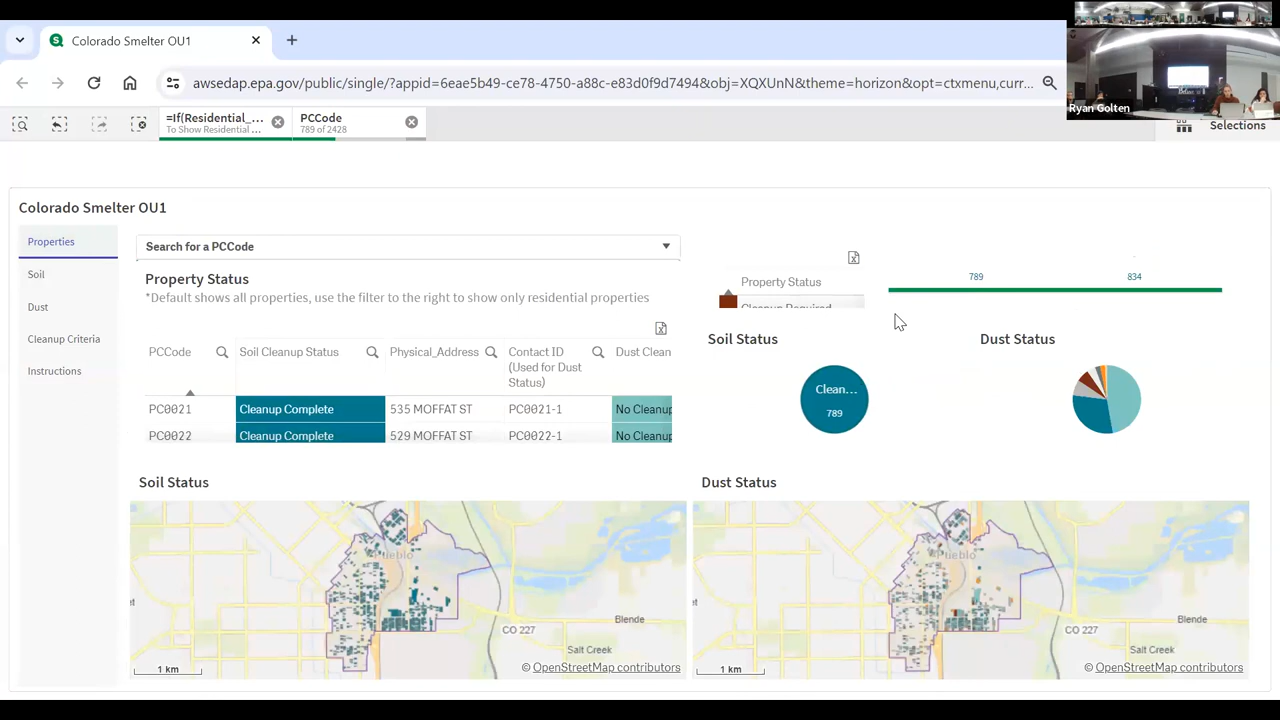 Colorado Smelter OU1
awsedap.epa.gov/public/single/?appid=6eae5b49-ce78-4750-a88c-e83d0f9d7494&obj=XQXUnN&theme=horizon&opt=ctxmenu,curr...
Ryan Golten
=If(Residential_...
To Show Residential ...
PCCode
789 of 2428
Selections
Colorado Smelter OU1
Properties
Soil
Dust
Cleanup Criteria
Instructions
Search for a PCCode
Property Status
*Default shows all properties, use the filter to the right to show only residential properties
Property Status
Cleanup Required
789
834
PCCode
Soil Cleanup Status
Physical_Address
Contact ID
(Used for Dust
Status)
Dust Clean
PC0021
Cleanup Complete
535 MOFFAT ST
PC0021-1
No Cleanup
PC0022
Cleanup Complete
529 MOFFAT ST
PC0022-1
No Cleanup
Soil Status
Clean...
789
Dust Status
Soil Status
Pueblo
CO 227
Blende
Salt Creek
1 km
© OpenStreetMap contributors
Dust Status
Pueblo
CO 227
Blende
Salt Creek
1 km
© OpenStreetMap contributors